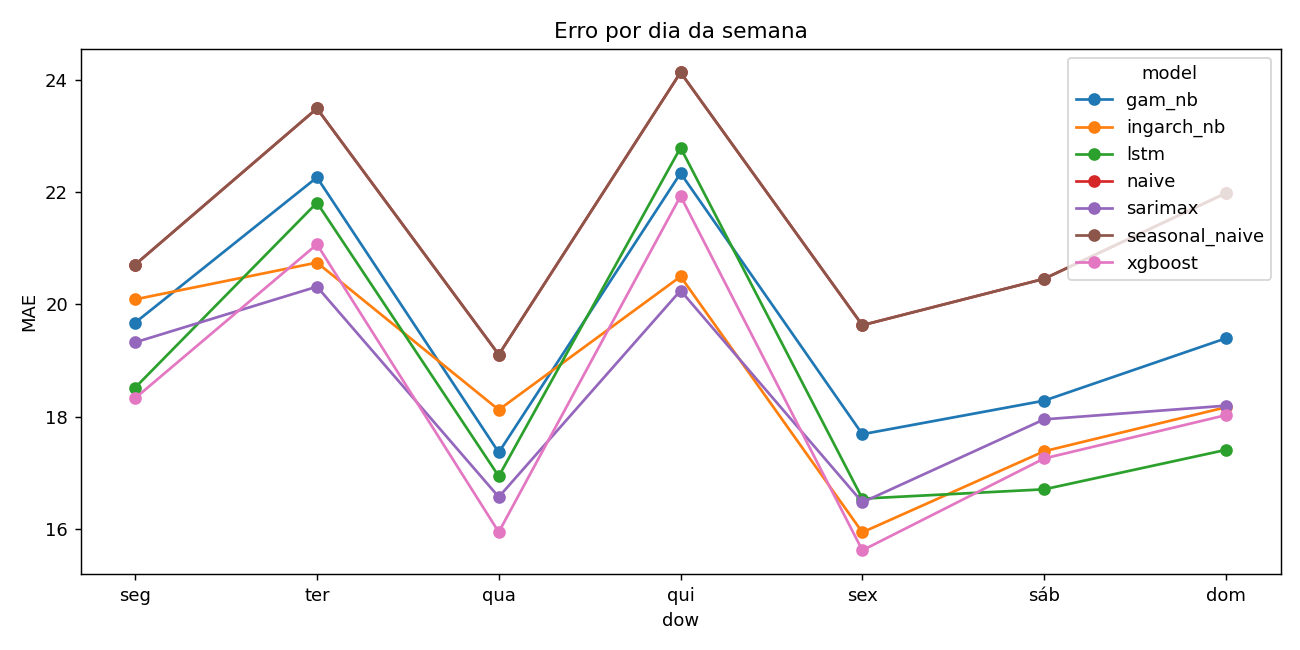 Erro por dia da semana
MAE
24
22
20
18
16
model
gam_nb
ingarch_nb
lstm
naive
sarimax
seasonal_naive
xgboost
seg ter qua qui sex sáb dom
dow